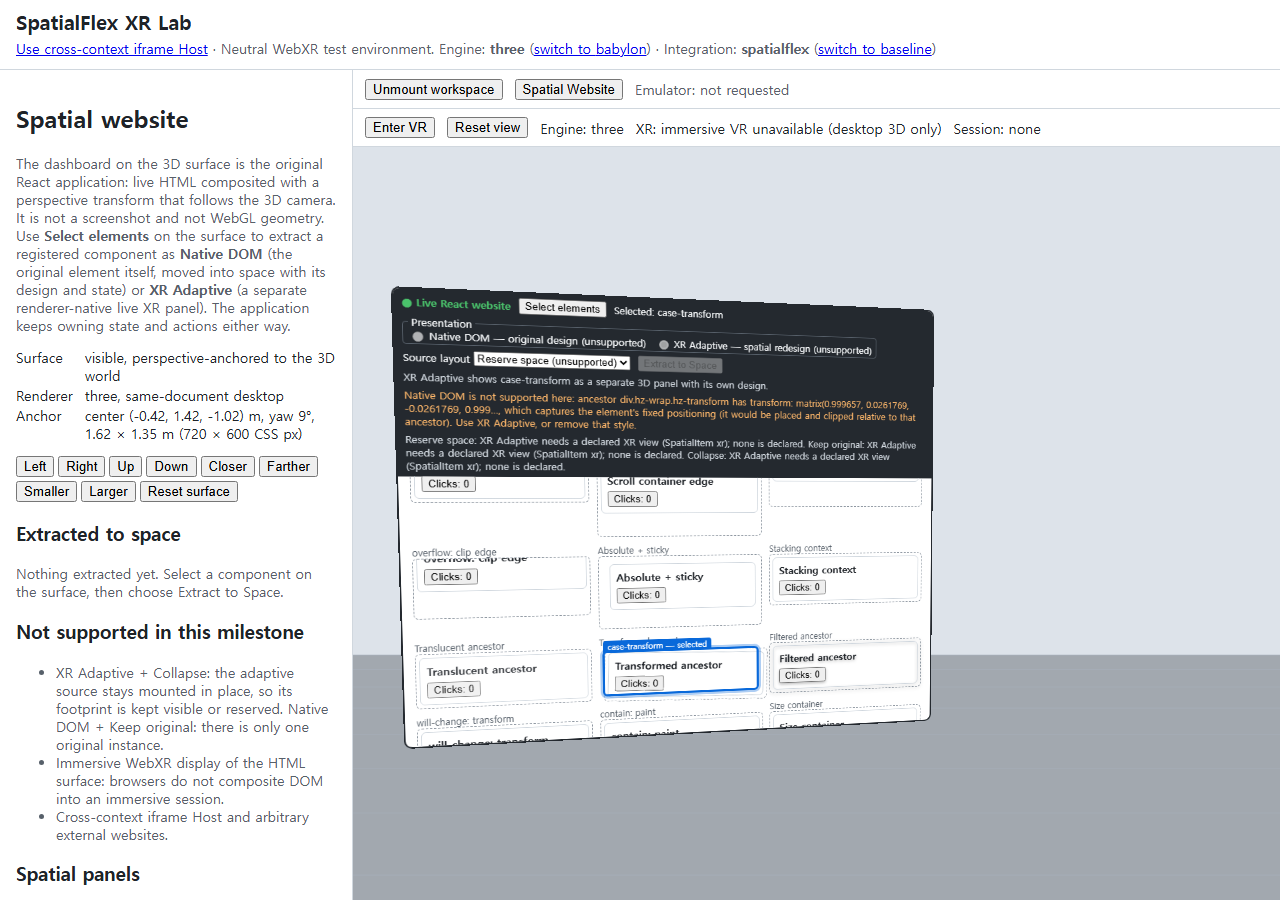 SpatialFlex XR Lab
Use cross-context iframe Host · Neutral WebXR test environment. Engine: three (switch to babylon) · Integration: spatialflex (switch to baseline)
Spatial website
The dashboard on the 3D surface is the original
React application: live HTML composited with a
perspective transform that follows the 3D camera.
It is not a screenshot and not WebGL geometry.
Use Select elements on the surface to extract a
registered component as Native DOM (the
original element itself, moved into space with its
design and state) or XR Adaptive (a separate
renderer-native live XR panel). The application
keeps owning state and actions either way.
Surface visible, perspective-anchored to the 3D
world
Renderer three, same-document desktop
Anchor center (-0.42, 1.42, -1.02) m, yaw 9°,
1.62 × 1.35 m (720 × 600 CSS px)
Left Right Up Down Closer Farther
Smaller Larger Reset surface
Extracted to space
Nothing extracted yet. Select a component on
the surface, then choose Extract to Space.
Not supported in this milestone
• XR Adaptive + Collapse: the adaptive
source stays mounted in place, so its
footprint is kept visible or reserved. Native
DOM + Keep original: there is only one
original instance.
• Immersive WebXR display of the HTML
surface: browsers do not composite DOM
into an immersive session.
• Cross-context iframe Host and arbitrary
external websites.
Spatial panels
Unmount workspace Spatial Website Emulator: not requested
Enter VR Reset view Engine: three XR: immersive VR unavailable (desktop 3D only) Session: none
Live React website Select elements Selected: case-transform
Presentation
Native DOM — original design (unsupported) XR Adaptive — spatial redesign (unsupported)
Source layout Reserve space (unsupported) Extract to Space
XR Adaptive shows case-transform as a separate 3D panel with its own design.
Native DOM is not supported here: ancestor div.hz-wrap.hz-transform has transform: matrix(0.999657, 0.0261769,
-0.0261769, 0.999..., which captures the element's fixed positioning (it would be placed and clipped relative to that
ancestor). Use XR Adaptive, or remove that style.
Reserve space: XR Adaptive needs a declared XR view (SpatialItem xr); none is declared. Keep original: XR Adaptive
needs a declared XR view (SpatialItem xr); none is declared. Collapse: XR Adaptive needs a declared XR view
(SpatialItem xr); none is declared.
Clicks: 0
Scroll container edge
Clicks: 0
overflow: clip edge
overflow: clip edge
Clicks: 0
Absolute + sticky
Absolute + sticky
Clicks: 0
Stacking context
Stacking context
Clicks: 0
Translucent ancestor
Translucent ancestor
Clicks: 0
case-transform — selected
Transformed ancestor
Clicks: 0
Filtered ancestor
Filtered ancestor
Clicks: 0
will-change: transform
will-change: transform
contain: paint
contain: paint
Size container
Size container